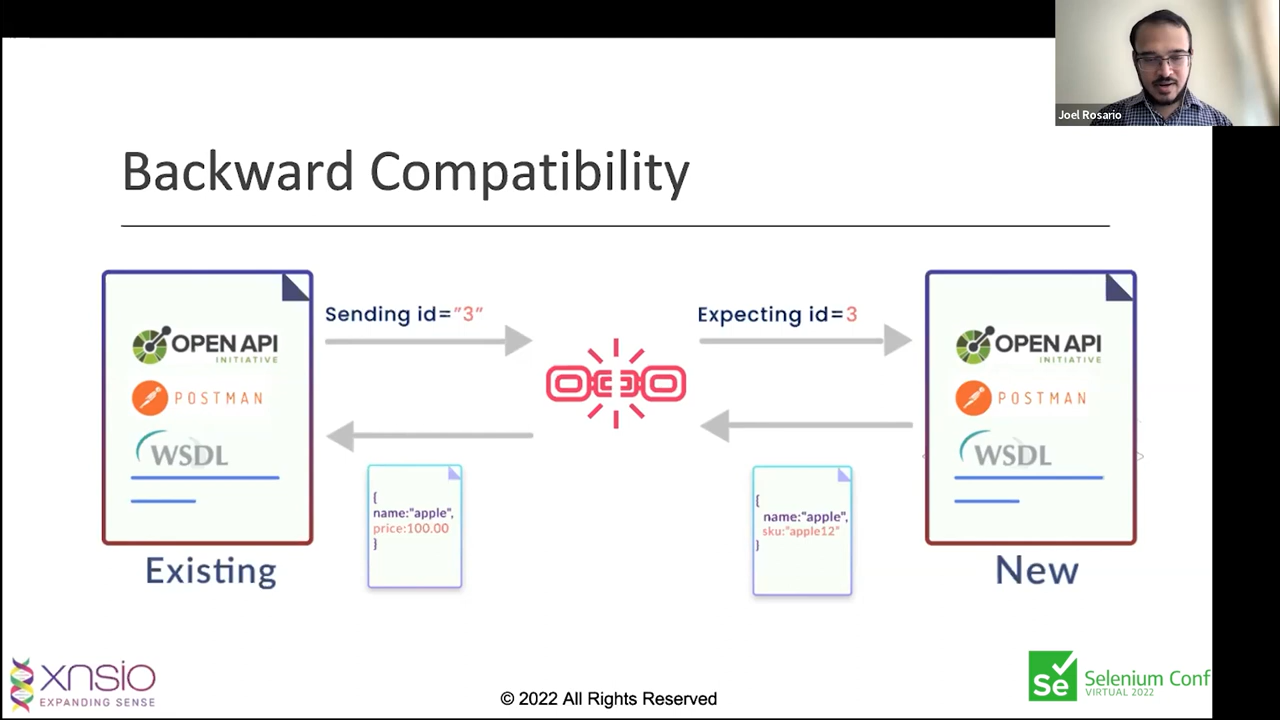 Joel Rosario
Backward Compatibility
Sending id="3"
Expecting id=3
OPEN API
INITIATIVE
POSTMAN
WSDL
OPEN API
INITIATIVE
POSTMAN
WSDL
{
name:"apple",
price:100.00
}
{
name:"apple",
sku:"apple12"
}
Existing
New
xnsio
EXPANDING SENSE
© 2022 All Rights Reserved
Se
Selenium Conf
VIRTUAL 2022